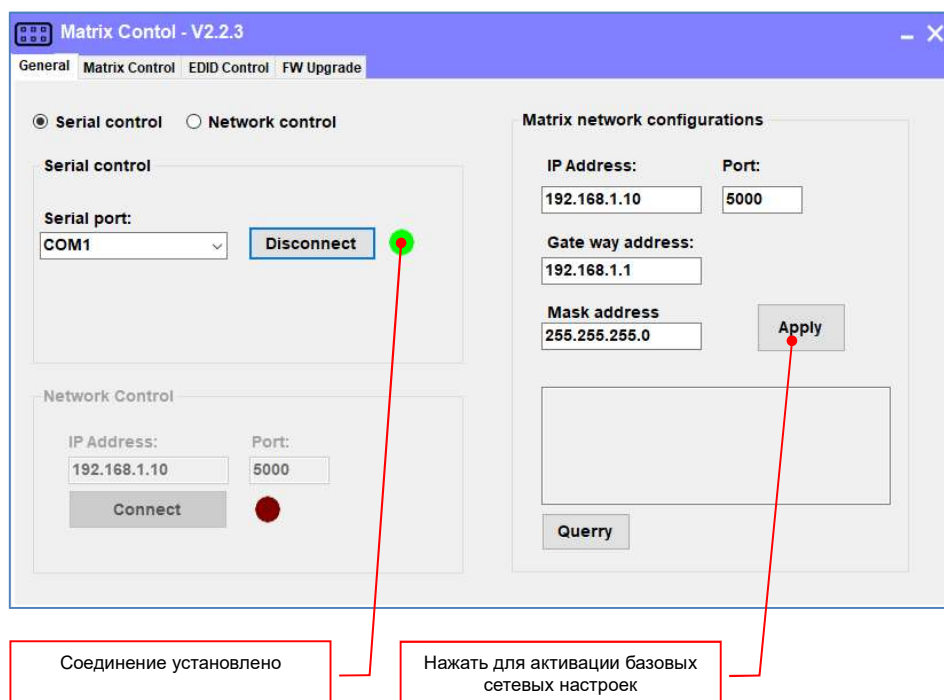 Matrix Contol - V2.2.3
General Matrix Control EDID Control FW Upgrade
Serial control Network control
Serial control
Serial port:
COM1 Disconnect
Network Control
IP Address: Port:
192.168.1.10 5000
Connect
Matrix network configurations
IP Address: Port:
192.168.1.10 5000
Gate way address:
192.168.1.1
Mask address
255.255.255.0
Apply
Querry
Соединение установлено
Нажать для активации базовых
сетевых настроек